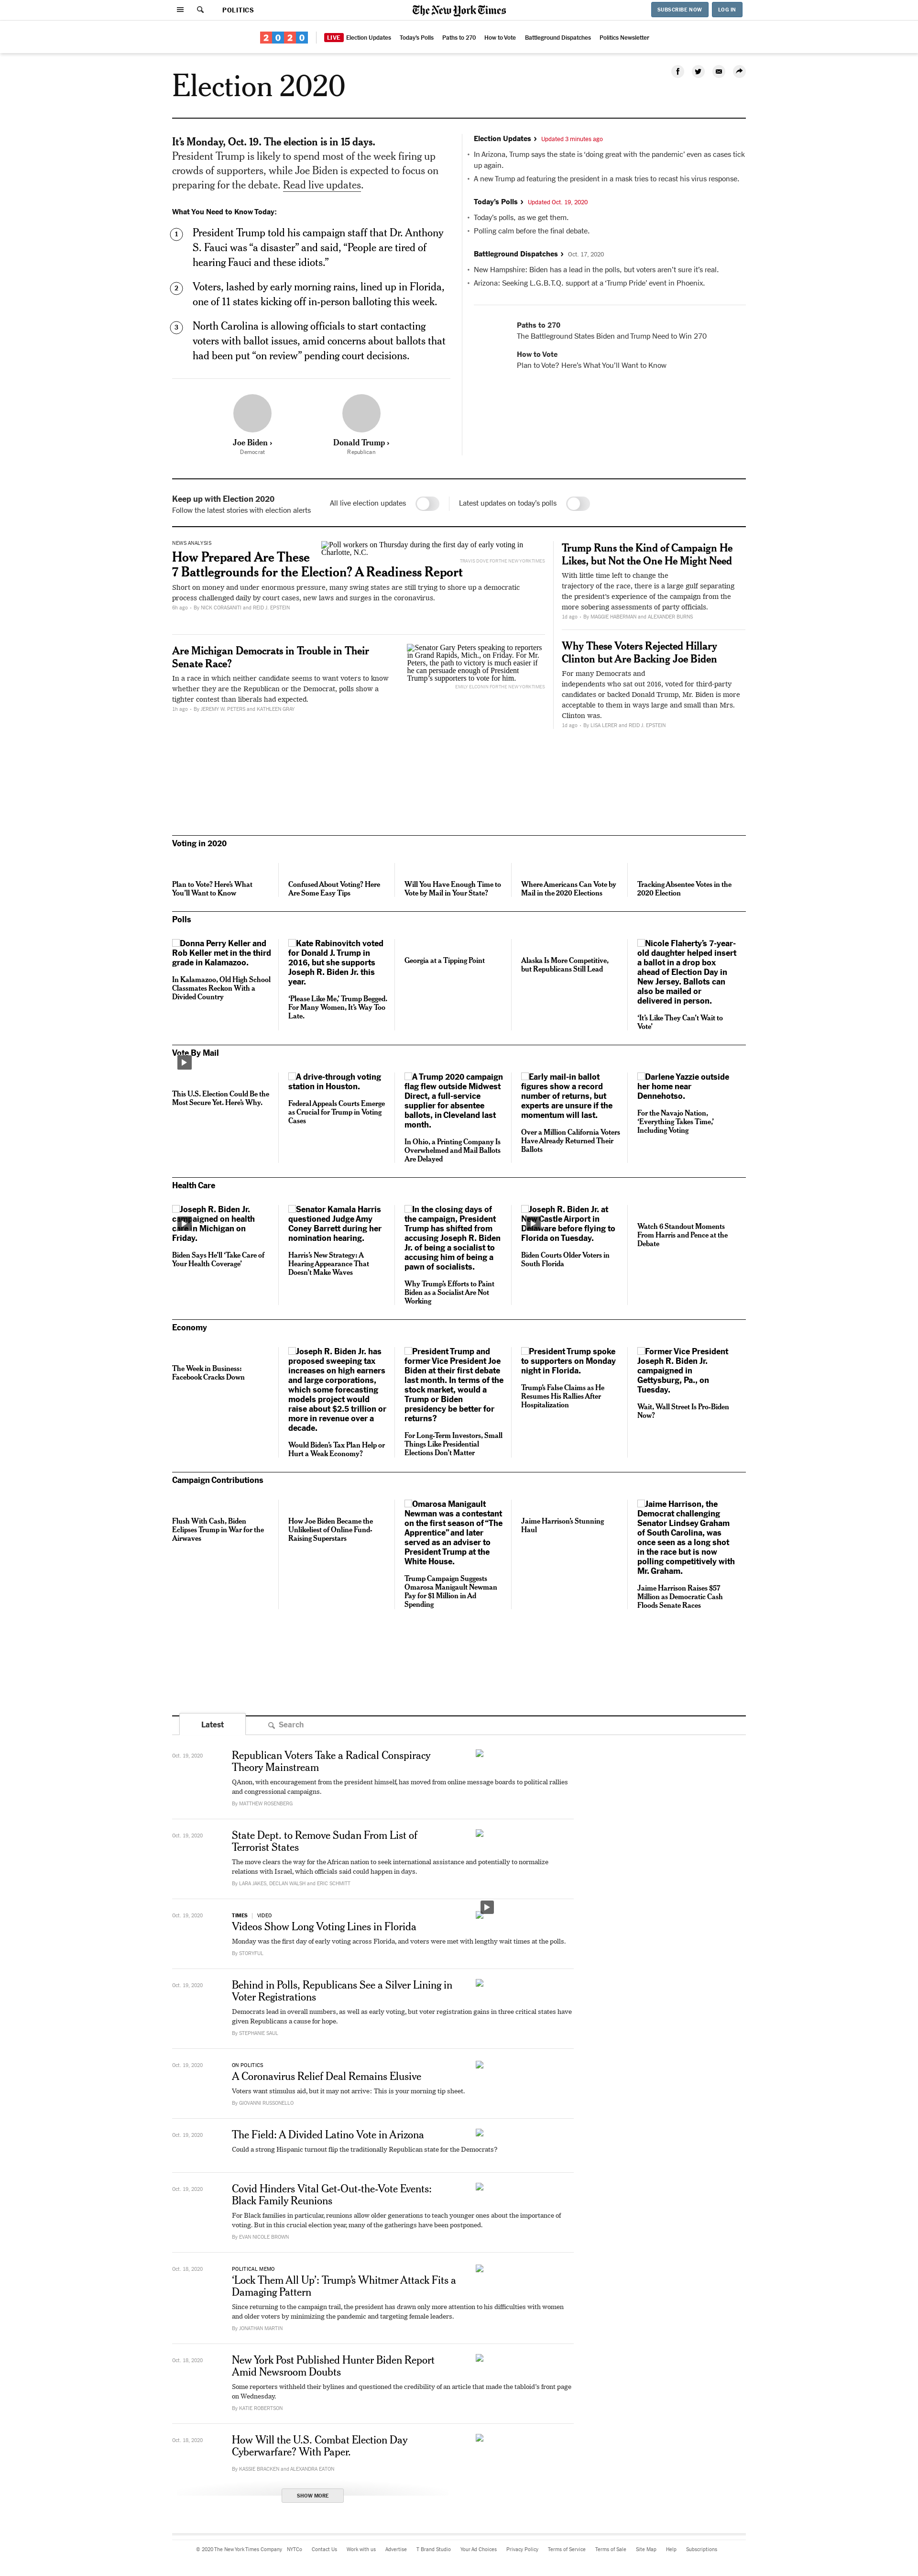 POLITICS
The New York Times
SUBSCRIBE NOW
LOG IN
2020
LIVE Election Updates
Today's Polls
Paths to 270
How to Vote
Battleground Dispatches
Politics Newsletter
Election 2020
It's Monday, Oct. 19. The election is in 15 days.
President Trump is likely to spend most of the week firing up
crowds of supporters, while Joe Biden is expected to focus on
preparing for the debate. Read live updates.
What You Need to Know Today:
1
President Trump told his campaign staff that Dr. Anthony
S. Fauci was “a disaster” and said, “People are tired of
hearing Fauci and these idiots.”
2
Voters, lashed by early morning rains, lined up in Florida,
one of 11 states kicking off in-person balloting this week.
3
North Carolina is allowing officials to start contacting
voters with ballot issues, amid concerns about ballots that
had been put “on review” pending court decisions.
Joe Biden ›
Democrat
Donald Trump ›
Republican
Election Updates › Updated 3 minutes ago
• In Arizona, Trump says the state is ‘doing great with the pandemic’ even as cases tick
up again.
• A new Trump ad featuring the president in a mask tries to recast his virus response.
Today's Polls › Updated Oct. 19, 2020
• Today's polls, as we get them.
• Polling calm before the final debate.
Battleground Dispatches › Oct. 17, 2020
• New Hampshire: Biden has a lead in the polls, but voters aren't sure it's real.
• Arizona: Seeking L.G.B.T.Q. support at a ‘Trump Pride’ event in Phoenix.
Paths to 270
The Battleground States Biden and Trump Need to Win 270
How to Vote
Plan to Vote? Here's What You'll Want to Know
Keep up with Election 2020
Follow the latest stories with election alerts
All live election updates
Latest updates on today's polls
NEWS ANALYSIS
How Prepared Are These
7 Battlegrounds for the Election? A Readiness Report
Short on money and under enormous pressure, many swing states are still trying to shore up a democratic
process challenged daily by court cases, new laws and surges in the coronavirus.
6h ago – By NICK CORASANITI and REID J. EPSTEIN
Poll workers on Thursday during the first day of early voting in
Charlotte, N.C.
TRAVIS DOVE FOR THE NEW YORK TIMES
Are Michigan Democrats in Trouble in Their
Senate Race?
In a race in which neither candidate seems to want voters to know
whether they are the Republican or the Democrat, polls show a
tighter contest than liberals had expected.
1h ago – By JEREMY W. PETERS and KATHLEEN GRAY
Senator Gary Peters speaking to reporters
in Grand Rapids, Mich., on Friday. For Mr.
Peters, the path to victory is much easier if
he can persuade enough of President
Trump's supporters to vote for him.
EMILY ELCONIN FOR THE NEW YORK TIMES
Trump Runs the Kind of Campaign He
Likes, but Not the One He Might Need
With little time left to change the
trajectory of the race, there is a large gulf separating
the president's experience of the campaign from the
more sobering assessments of party officials.
1d ago – By MAGGIE HABERMAN and ALEXANDER BURNS
Why These Voters Rejected Hillary
Clinton but Are Backing Joe Biden
For many Democrats and
independents who sat out 2016, voted for third-party
candidates or backed Donald Trump, Mr. Biden is more
acceptable to them in ways large and small than Mrs.
Clinton was.
1d ago – By LISA LERER and REID J. EPSTEIN
Voting in 2020
Plan to Vote? Here's What
You'll Want to Know
Confused About Voting? Here
Are Some Easy Tips
Will You Have Enough Time to
Vote by Mail in Your State?
Where Americans Can Vote by
Mail in the 2020 Elections
Tracking Absentee Votes in the
2020 Election
Polls
Donna Perry Keller and
Rob Keller met in the third
grade in Kalamazoo.
In Kalamazoo, Old High School
Classmates Reckon With a
Divided Country
Kate Rabinovitch voted
for Donald J. Trump in
2016, but she supports
Joseph R. Biden Jr. this
year.
‘Please Like Me,’ Trump Begged.
For Many Women, It's Way Too
Late.
Georgia at a Tipping Point
Alaska Is More Competitive,
but Republicans Still Lead
Nicole Flaherty's 7-year-
old daughter helped insert
a ballot in a drop box
ahead of Election Day in
New Jersey. Ballots can
also be mailed or
delivered in person.
‘It's Like They Can't Wait to
Vote’
Vote By Mail
This U.S. Election Could Be the
Most Secure Yet. Here's Why.
A drive-through voting
station in Houston.
Federal Appeals Courts Emerge
as Crucial for Trump in Voting
Cases
A Trump 2020 campaign
flag flew outside Midwest
Direct, a full-service
supplier for absentee
ballots, in Cleveland last
month.
In Ohio, a Printing Company Is
Overwhelmed and Mail Ballots
Are Delayed
Early mail-in ballot
figures show a record
number of returns, but
experts are unsure if the
momentum will last.
Over a Million California Voters
Have Already Returned Their
Ballots
Darlene Yazzie outside
her home near
Dennehotso.
For the Navajo Nation,
‘Everything Takes Time,’
Including Voting
Health Care
Joseph R. Biden Jr.
campaigned on health
care in Michigan on
Friday.
Biden Says He'll ‘Take Care of
Your Health Coverage’
Senator Kamala Harris
questioned Judge Amy
Coney Barrett during her
nomination hearing.
Harris's New Strategy: A
Hearing Appearance That
Doesn't Make Waves
In the closing days of
the campaign, President
Trump has shifted from
accusing Joseph R. Biden
Jr. of being a socialist to
accusing him of being a
pawn of socialists.
Why Trump's Efforts to Paint
Biden as a Socialist Are Not
Working
Joseph R. Biden Jr. at
New Castle Airport in
Delaware before flying to
Florida on Tuesday.
Biden Courts Older Voters in
South Florida
Watch 6 Standout Moments
From Harris and Pence at the
Debate
Economy
The Week in Business:
Facebook Cracks Down
Joseph R. Biden Jr. has
proposed sweeping tax
increases on high earners
and large corporations,
which some forecasting
models project would
raise about $2.5 trillion or
more in revenue over a
decade.
Would Biden's Tax Plan Help or
Hurt a Weak Economy?
President Trump and
former Vice President Joe
Biden at their first debate
last month. In terms of the
stock market, would a
Trump or Biden
presidency be better for
returns?
For Long-Term Investors, Small
Things Like Presidential
Elections Don't Matter
President Trump spoke
to supporters on Monday
night in Florida.
Trump's False Claims as He
Resumes His Rallies After
Hospitalization
Former Vice President
Joseph R. Biden Jr.
campaigned in
Gettysburg, Pa., on
Tuesday.
Wait, Wall Street Is Pro-Biden
Now?
Campaign Contributions
Flush With Cash, Biden
Eclipses Trump in War for the
Airwaves
How Joe Biden Became the
Unlikeliest of Online Fund-
Raising Superstars
Omarosa Manigault
Newman was a contestant
on the first season of “The
Apprentice” and later
served as an adviser to
President Trump at the
White House.
Trump Campaign Suggests
Omarosa Manigault Newman
Pay for $1 Million in Ad
Spending
Jaime Harrison's Stunning
Haul
Jaime Harrison, the
Democrat challenging
Senator Lindsey Graham
of South Carolina, was
once seen as a long shot
in the race but is now
polling competitively with
Mr. Graham.
Jaime Harrison Raises $57
Million as Democratic Cash
Floods Senate Races
Latest
Search
Oct. 19, 2020
Republican Voters Take a Radical Conspiracy
Theory Mainstream
QAnon, with encouragement from the president himself, has moved from online message boards to political rallies
and congressional campaigns.
By MATTHEW ROSENBERG
Oct. 19, 2020
State Dept. to Remove Sudan From List of
Terrorist States
The move clears the way for the African nation to seek international assistance and potentially to normalize
relations with Israel, which officials said could happen in days.
By LARA JAKES, DECLAN WALSH and ERIC SCHMITT
Oct. 19, 2020
TIMES | VIDEO
Videos Show Long Voting Lines in Florida
Monday was the first day of early voting across Florida, and voters were met with lengthy wait times at the polls.
By STORYFUL
Oct. 19, 2020
Behind in Polls, Republicans See a Silver Lining in
Voter Registrations
Democrats lead in overall numbers, as well as early voting, but voter registration gains in three critical states have
given Republicans a cause for hope.
By STEPHANIE SAUL
Oct. 19, 2020
ON POLITICS
A Coronavirus Relief Deal Remains Elusive
Voters want stimulus aid, but it may not arrive: This is your morning tip sheet.
By GIOVANNI RUSSONELLO
Oct. 19, 2020
The Field: A Divided Latino Vote in Arizona
Could a strong Hispanic turnout flip the traditionally Republican state for the Democrats?
Oct. 19, 2020
Covid Hinders Vital Get-Out-the-Vote Events:
Black Family Reunions
For Black families in particular, reunions allow older generations to teach younger ones about the importance of
voting. But in this crucial election year, many of the gatherings have been postponed.
By EVAN NICOLE BROWN
Oct. 18, 2020
POLITICAL MEMO
‘Lock Them All Up’: Trump's Whitmer Attack Fits a
Damaging Pattern
Since returning to the campaign trail, the president has drawn only more attention to his difficulties with women
and older voters by minimizing the pandemic and targeting female leaders.
By JONATHAN MARTIN
Oct. 18, 2020
New York Post Published Hunter Biden Report
Amid Newsroom Doubts
Some reporters withheld their bylines and questioned the credibility of an article that made the tabloid's front page
on Wednesday.
By KATIE ROBERTSON
Oct. 18, 2020
How Will the U.S. Combat Election Day
Cyberwarfare? With Paper.
By KASSIE BRACKEN and ALEXANDRA EATON
SHOW MORE
© 2020 The New York Times Company
NYTCo
Contact Us
Work with us
Advertise
T Brand Studio
Your Ad Choices
Privacy Policy
Terms of Service
Terms of Sale
Site Map
Help
Subscriptions